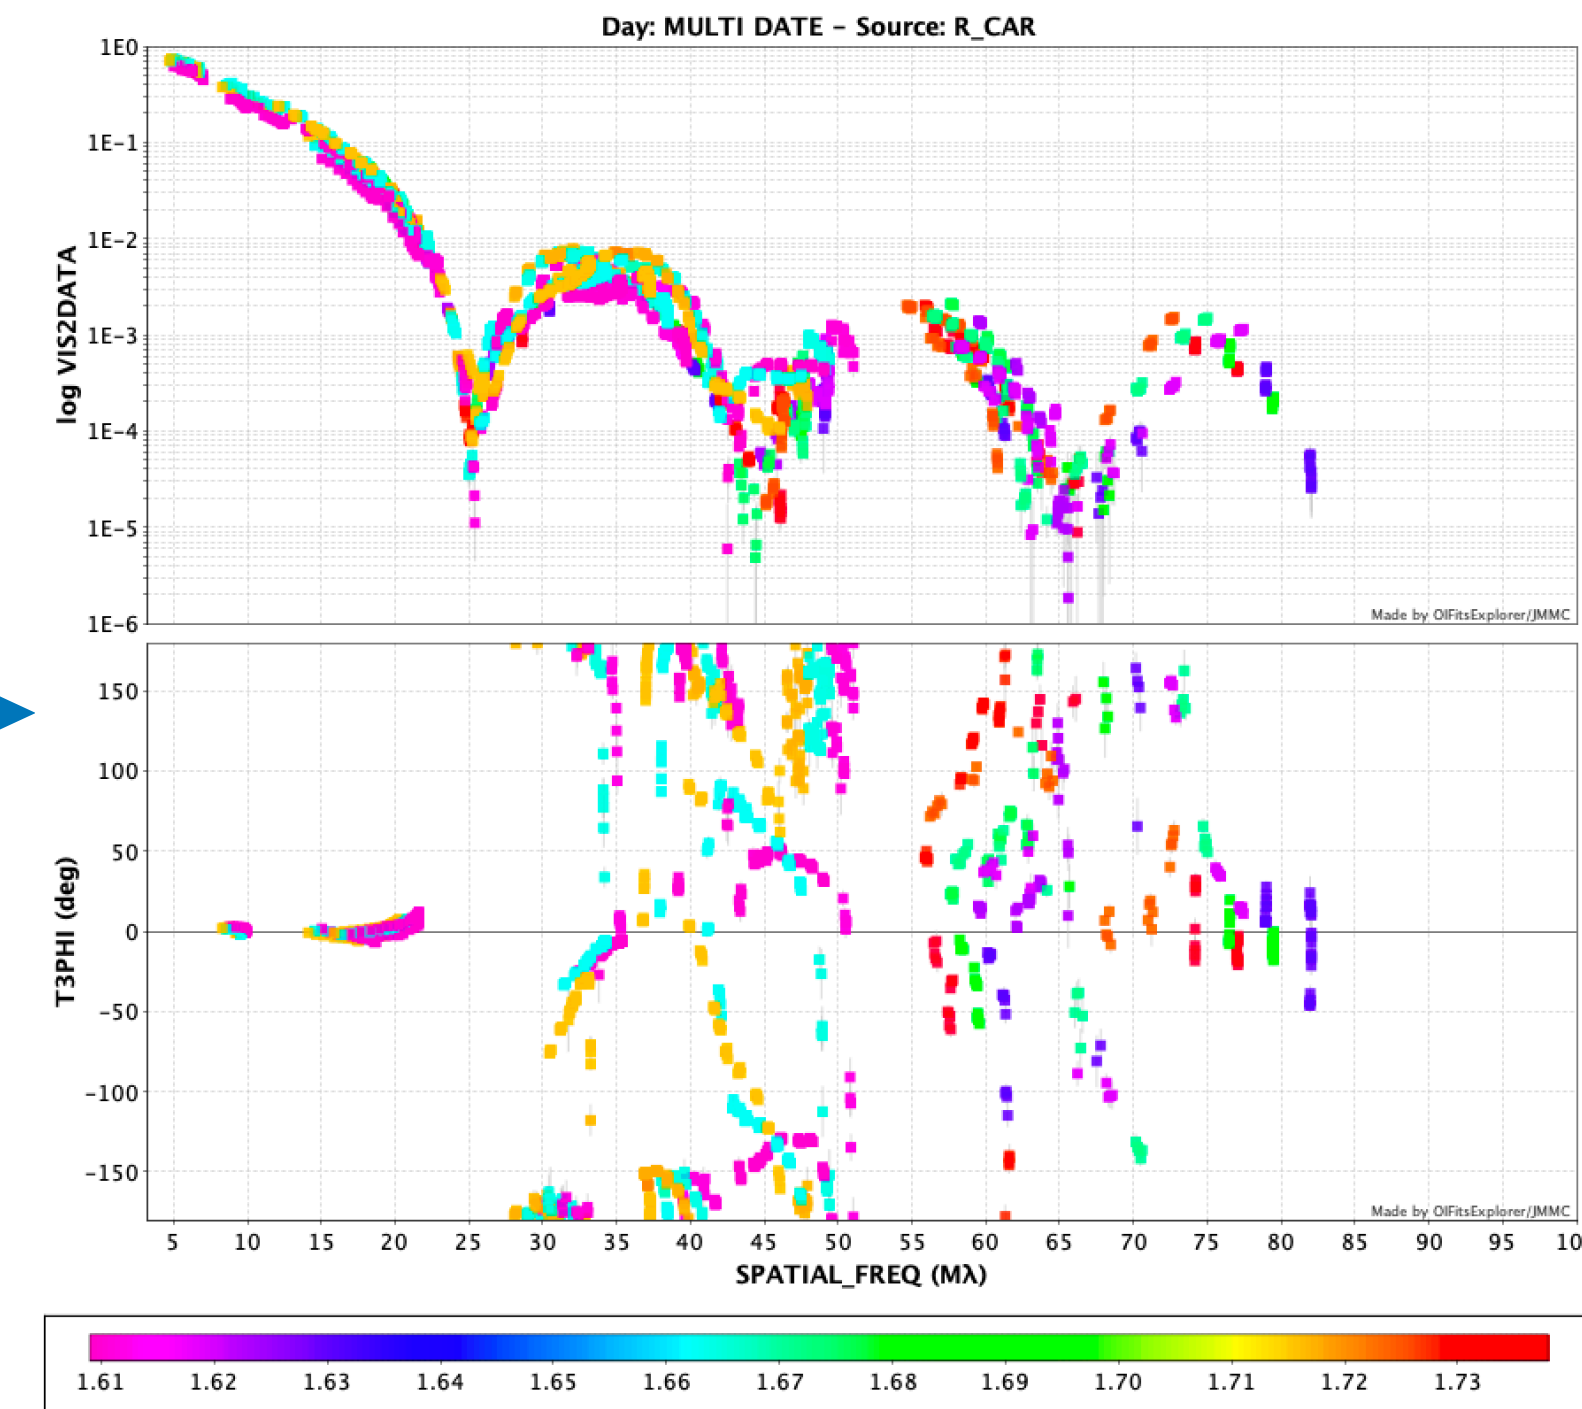 Day: MULTI DATE – Source: R_CAR
1E0
1E–1
1E–2
1E–3
1E–4
1E–5
1E–6
log VIS2DATA
Made by OIFitsExplorer/JMMC
150
100
50
0
–50
–100
–150
T3PHI (deg)
Made by OIFitsExplorer/JMMC
5 10 15 20 25 30 35 40 45 50 55 60 65 70 75 80 85 90 95 10
SPATIAL_FREQ (Mλ)
1.61 1.62 1.63 1.64 1.65 1.66 1.67 1.68 1.69 1.70 1.71 1.72 1.73